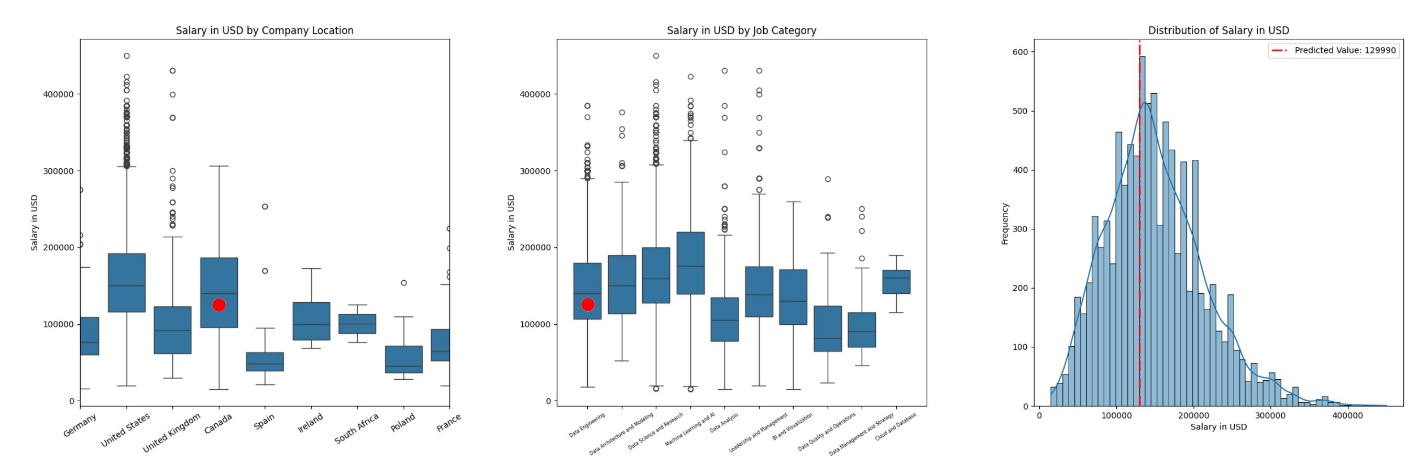 Salary in USD by Company Location
Salary in USD
400000
300000
200000
100000
0
Germany
United States
United Kingdom
Canada
Spain
Ireland
South Africa
Poland
France
Salary in USD by Job Category
Salary in USD
400000
300000
200000
100000
0
Data Engineering
Data Architecture and Modeling
Data Science and Research
Machine Learning and AI
Data Analysis
Leadership and Management
BI and Visualization
Data Quality and Operations
Data Management and Strategy
Cloud and Database
Distribution of Salary in USD
Predicted Value: 129990
Frequency
600
500
400
300
200
100
0
0 100000 200000 300000 400000
Salary in USD